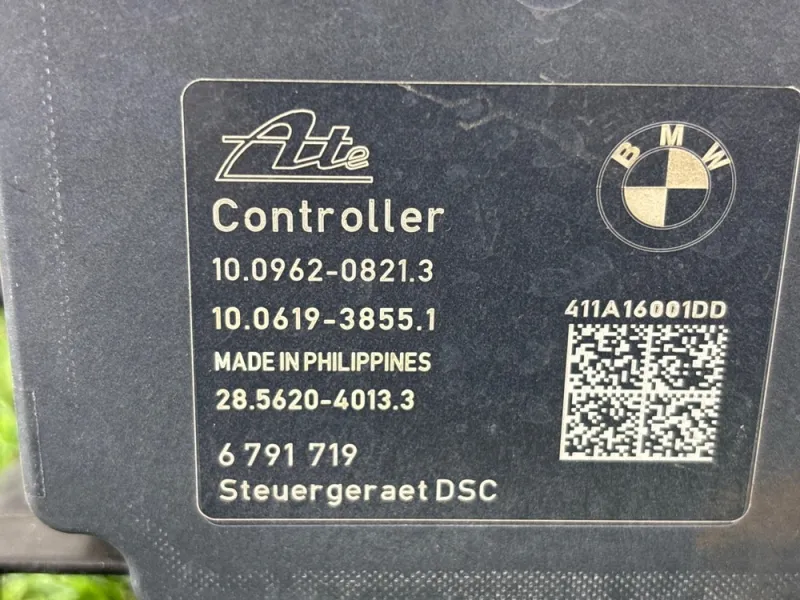 Ate
BMW
Controller
10.0962-0821.3
10.0619-3855.1
411A16001DD
MADE IN PHILIPPINES
28.5620-4013.3
6 791 719
Steuergeraet DSC